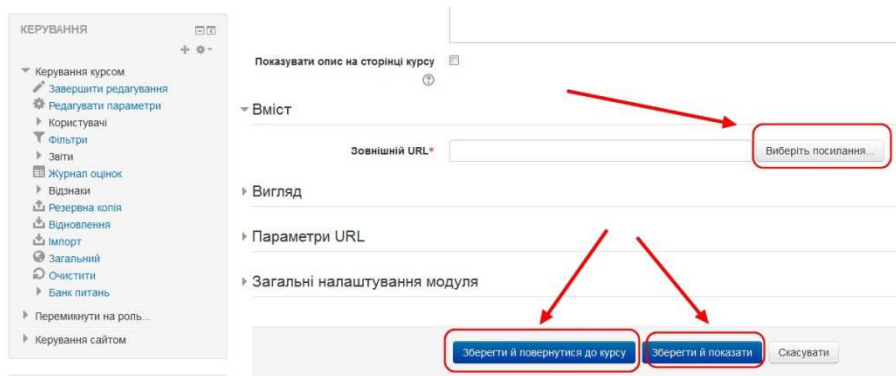 КЕРУВАННЯ
Керування курсом
Завершити редагування
Редагувати параметри
Користувачі
Фільтри
Звіти
Журнал оцінок
Відзнаки
Резервна копія
Відновлення
Імпорт
Загальний
Очистити
Банк питань
Перемикнути на роль...
Керування сайтом
Показувати опис на сторінці курсу
Вміст
Зовнішній URL*
Виберіть посилання...
Вигляд
Параметри URL
Загальні налаштування модуля
Зберегти й повернутися до курсу
Зберегти й показати
Скасувати